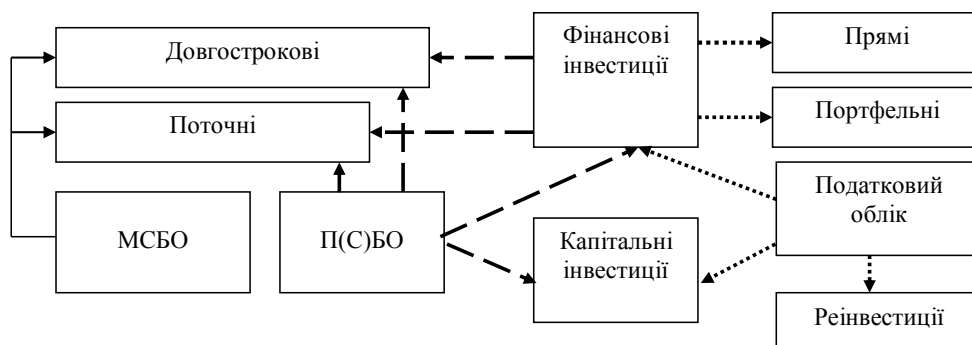 Довгострокові
Фінансові
інвестиції
Прямі
Поточні
Портфельні
МСБО
П(С)БО
Капітальні
інвестиції
Податковий
облік
Реінвестиції